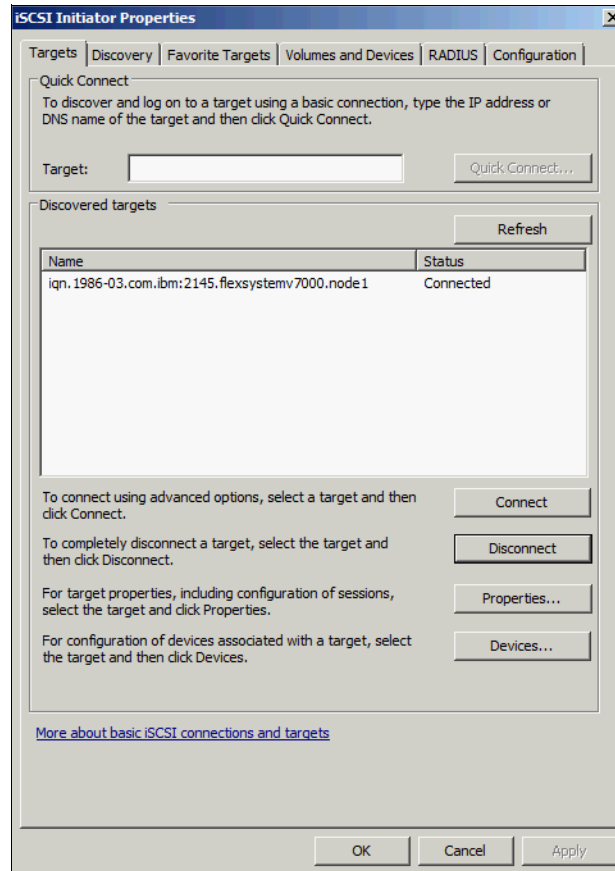 iSCSI Initiator Properties
Targets Discovery Favorite Targets Volumes and Devices RADIUS Configuration
Quick Connect
To discover and log on to a target using a basic connection, type the IP address or
DNS name of the target and then click Quick Connect.
Target: Quick Connect...
Discovered targets
Refresh
Name Status
iqn.1986-03.com.ibm:2145.flexsystemv7000.node1 Connected
To connect using advanced options, select a target and then
click Connect.
Connect
To completely disconnect a target, select the target and
then click Disconnect.
Disconnect
For target properties, including configuration of sessions,
select the target and click Properties.
Properties...
For configuration of devices associated with a target, select
the target and then click Devices.
Devices...
More about basic iSCSI connections and targets
OK Cancel Apply